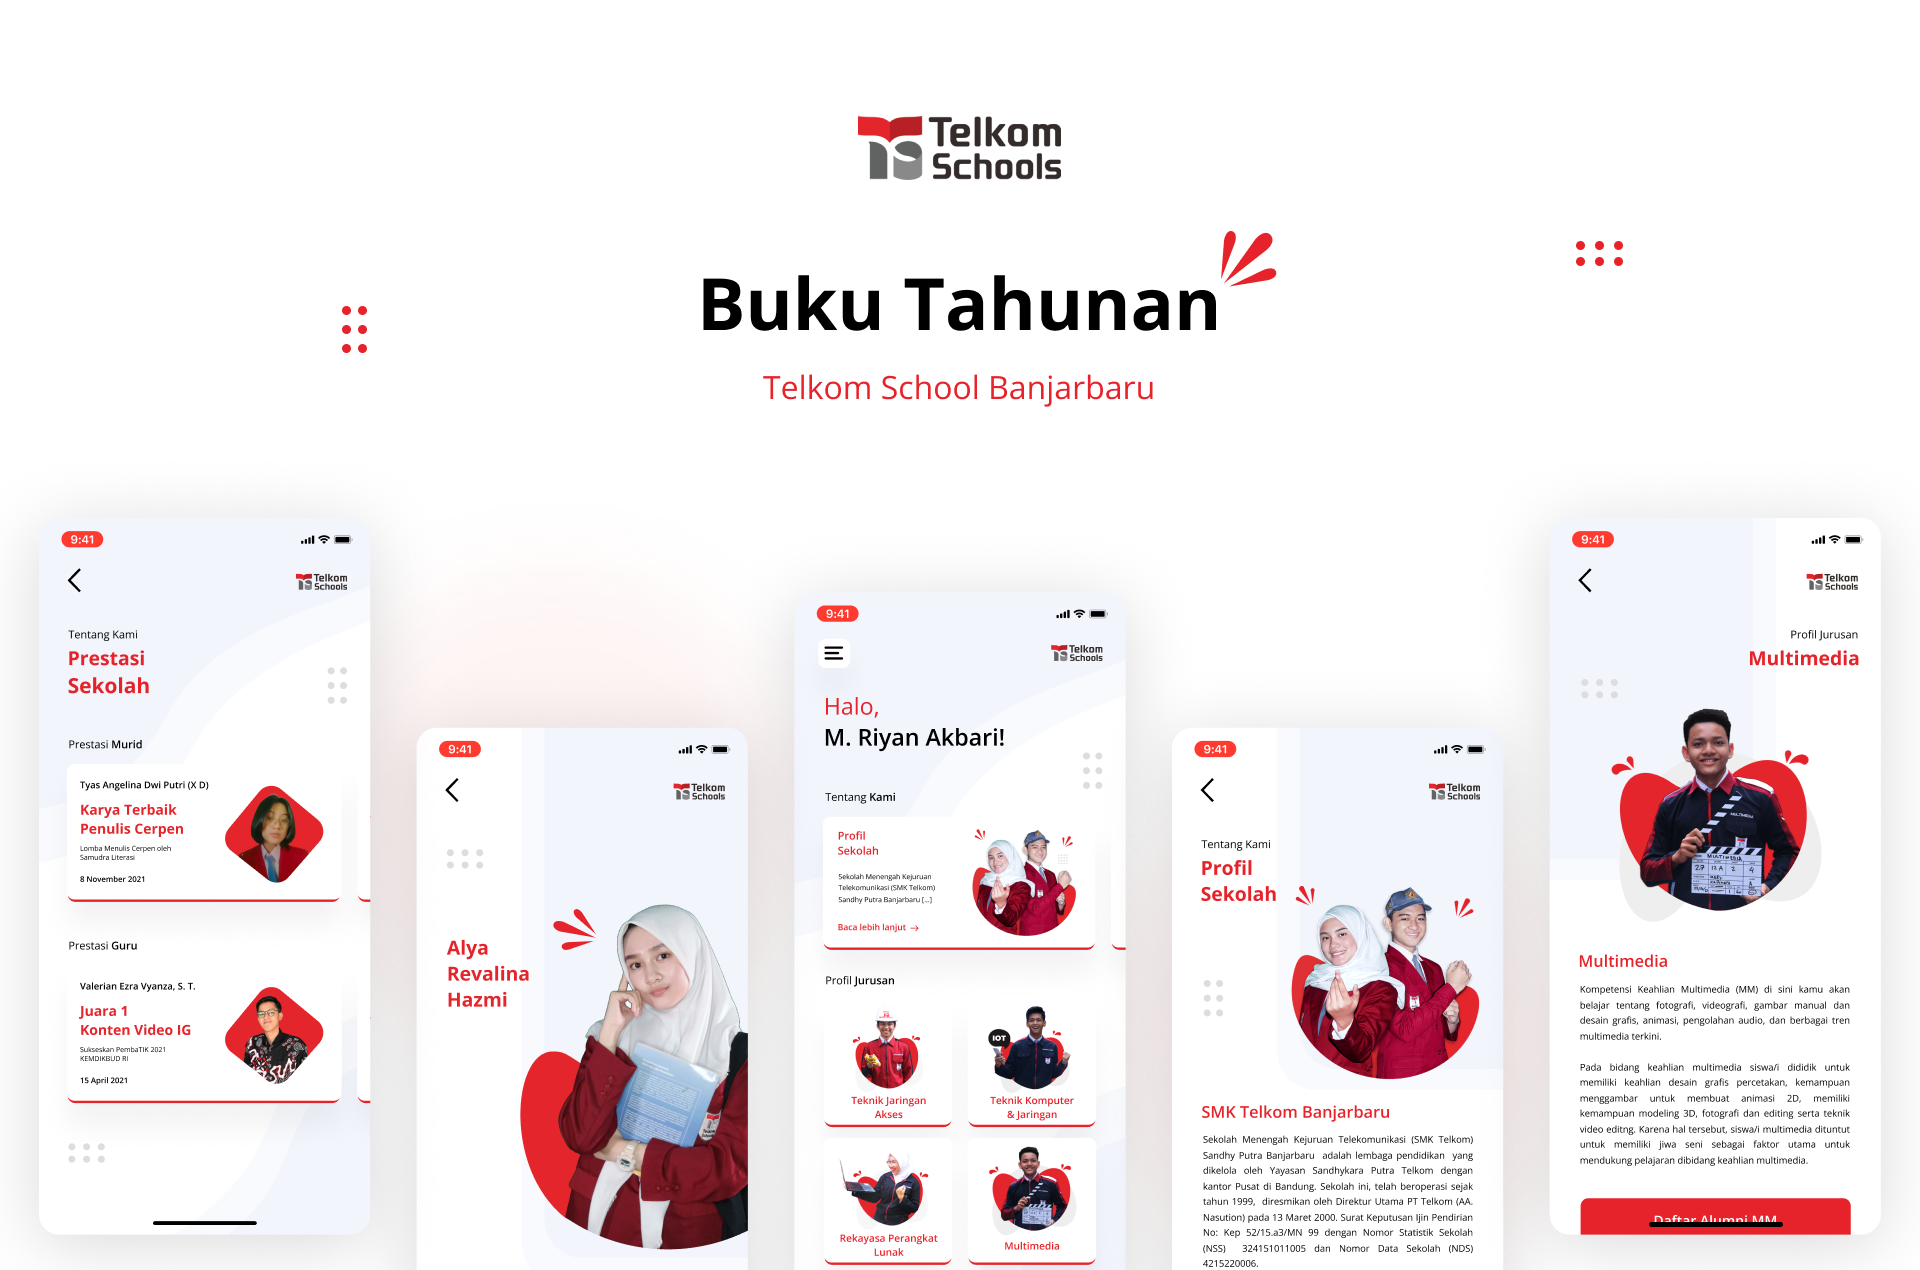 Telkom
Schools
Buku Tahunan
Telkom School Banjarbaru
9:41
Telkom
Schools
Tentang Kami
Prestasi
Sekolah
Prestasi Murid
Tyas Angelina Dwi Putri (X D)
Karya Terbaik
Penulis Cerpen
Lomba Menulis Cerpen oleh
Samudra Literasi
8 November 2021
Prestasi Guru
Valerian Ezra Vyanza, S. T.
Juara 1
Konten Video IG
Sukseskan PembaTIK 2021
KEMDIKBUD RI
15 April 2021
9:41
Telkom
Schools
Alya
Revalina
Hazmi
9:41
Telkom
Schools
Halo,
M. Riyan Akbari!
Tentang Kami
Profil
Sekolah
Sekolah Menengah Kejuruan
Telekomunikasi (SMK Telkom)
Sandhy Putra Banjarbaru [...]
Baca lebih lanjut →
Profil Jurusan
IOT
Teknik Jaringan
Akses
Teknik Komputer
& Jaringan
Rekayasa Perangkat
Lunak
Multimedia
9:41
Telkom
Schools
Tentang Kami
Profil
Sekolah
SMK Telkom Banjarbaru
Sekolah Menengah Kejuruan Telekomunikasi (SMK Telkom)
Sandhy Putra Banjarbaru adalah lembaga pendidikan yang
dikelola oleh Yayasan Sandhykara Putra Telkom dengan
kantor Pusat di Bandung. Sekolah ini, telah beroperasi sejak
tahun 1999, diresmikan oleh Direktur Utama PT Telkom (AA.
Nasution) pada 13 Maret 2000. Surat Keputusan Ijin Pendirian
No: Kep 52/15.a3/MN 99 dengan Nomor Statistik Sekolah
(NSS) 324151011005 dan Nomor Data Sekolah (NDS)
4215220006.
9:41
Telkom
Schools
Profil Jurusan
Multimedia
MULTIMEDIA
Multimedia
Kompetensi Keahlian Multimedia (MM) di sini kamu akan
belajar tentang fotografi, videografi, gambar manual dan
desain grafis, animasi, pengolahan audio, dan berbagai tren
multimedia terkini.
Pada bidang keahlian multimedia siswa/i dididik untuk
memiliki keahlian desain grafis percetakan, kemampuan
menggambar untuk membuat animasi 2D, memiliki
kemampuan modeling 3D, fotografi dan editing serta teknik
video editng. Karena hal tersebut, siswa/i multimedia dituntut
untuk memiliki jiwa seni sebagai faktor utama untuk
mendukung pelajaran dibidang keahlian multimedia.
Daftar Alumni MM